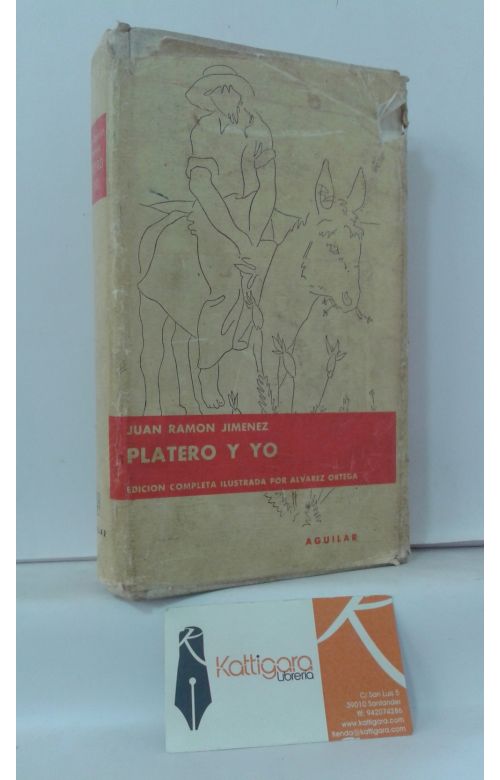 JUAN RAMON JIMENEZ
PLATERO Y YO
EDICION COMPLETA ILUSTRADA POR ALVAREZ ORTEGA
AGUILAR
Kattigara
Librería
C/ San Luis 5
39010 Santander
tlf: 942074286
www.kattigara.com
tienda@kattigara.com